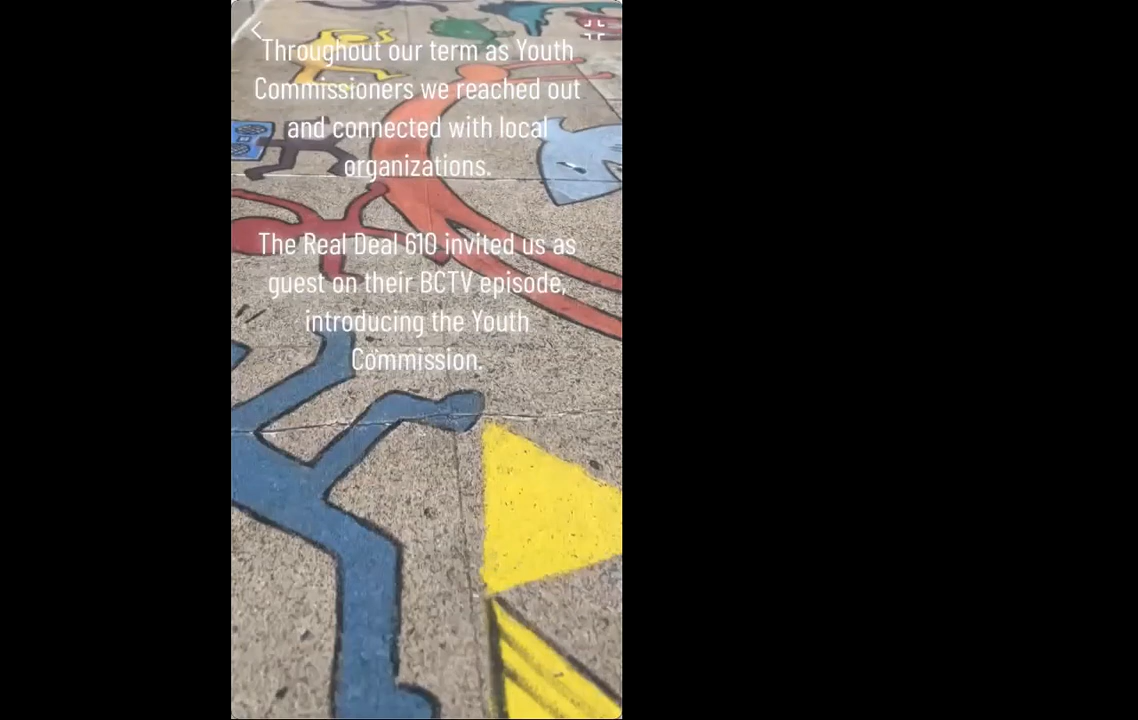 Throughout our term as Youth
Commissioners we reached out
and connected with local
organizations.
The Real Deal 610 invited us as
guest on their BCTV episode,
introducing the Youth
Commission.